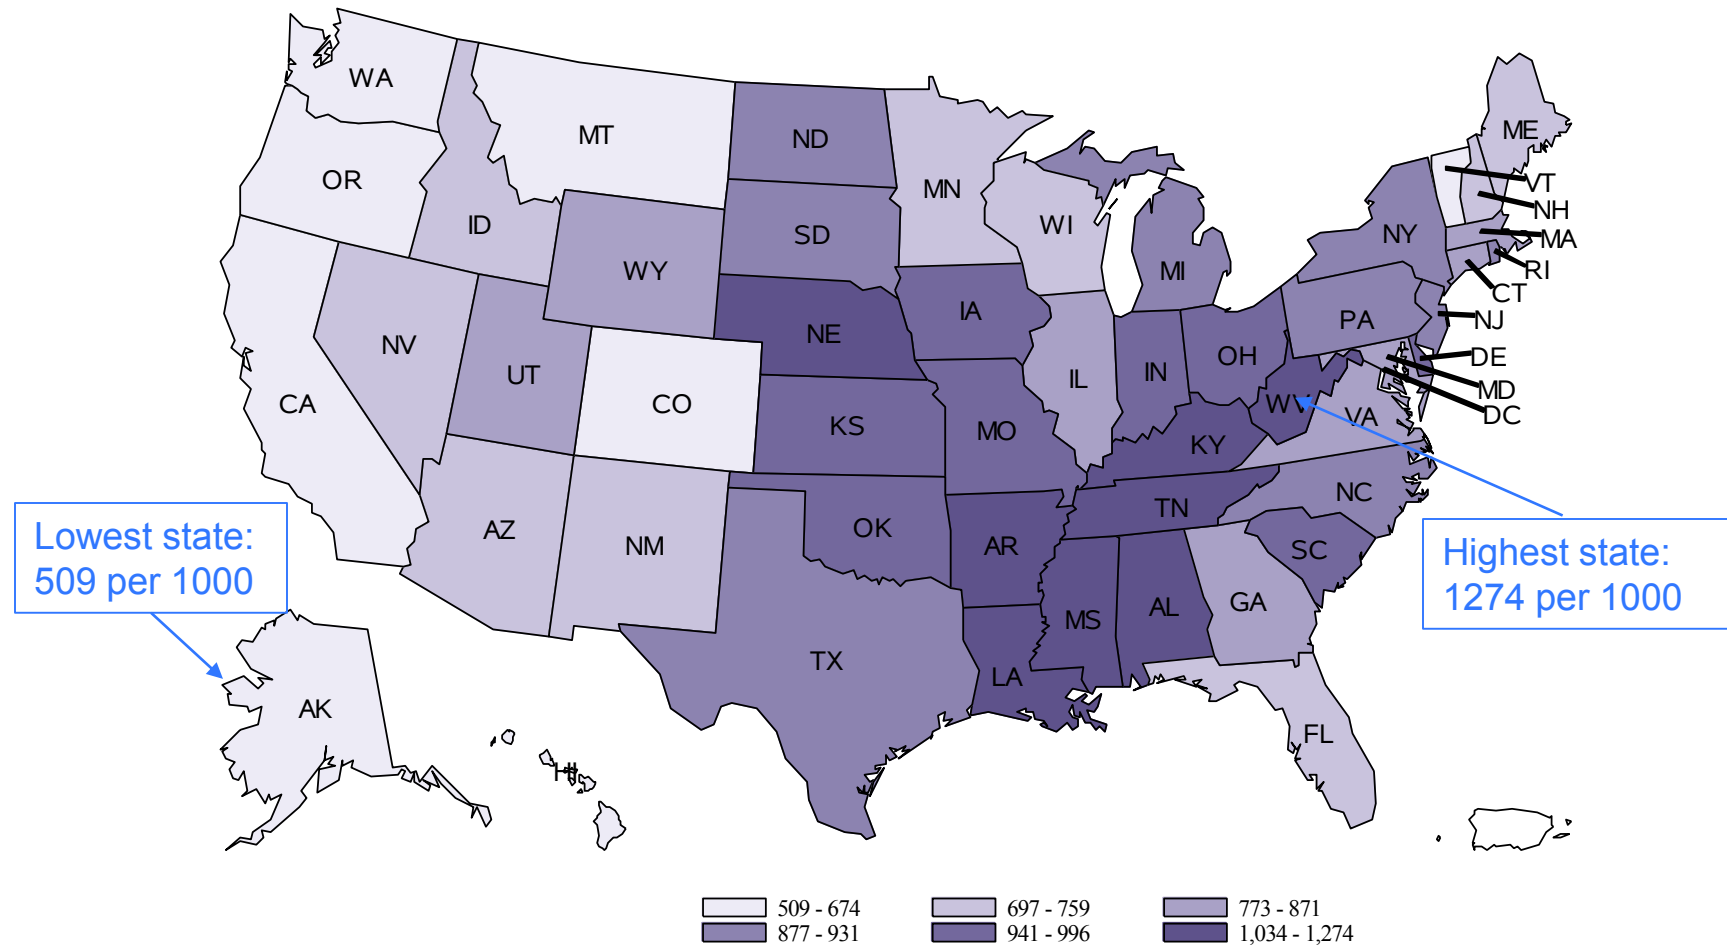 WA
MT
ND
ME
OR
MN
VT
ID
SD
WI
NH
NY
MA
WY
MI
RI
CT
IA
PA
NJ
NE
NV
OH
DE
UT
IL
IN
MD
CA
CO
WV
DC
KS
VA
MO
KY
NC
TN
Lowest state:
509 per 1000
AZ
NM
OK
AR
SC
Highest state:
1274 per 1000
GA
MS
AL
TX
LA
AK
FL
HI
509 - 674
697 - 759
773 - 871
877 - 931
941 - 996
1,034 - 1,274